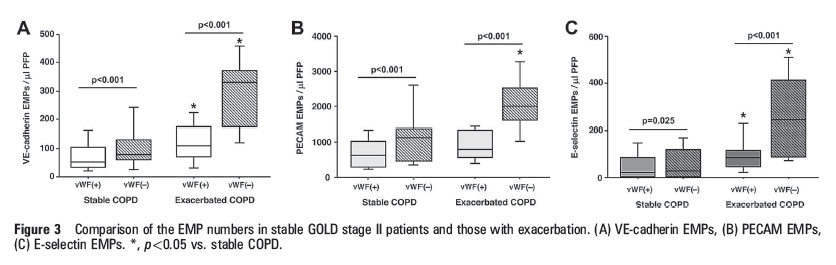 A
VE-cadherin EMPs / µl PFP
500
400
300
200
100
0
p<0.001
p<0.001
*
*
vWF(+) vWF(−) vWF(+) vWF(−)
Stable COPD Exacerbated COPD
B
PECAM EMPs / µl PFP
4000
3000
2000
1000
0
p<0.001
p<0.001
*
vWF(+) vWF(−) vWF(+) vWF(−)
Stable COPD Exacerbated COPD
C
E-selectin EMPs / µl PFP
600
400
200
0
p=0.025
p<0.001
*
*
vWF(+) vWF(−) vWF(+) vWF(−)
Stable COPD Exacerbated COPD
Figure 3 Comparison of the EMP numbers in stable GOLD stage II patients and those with exacerbation. (A) VE-cadherin EMPs, (B) PECAM EMPs,
(C) E-selectin EMPs. *, p<0.05 vs. stable COPD.